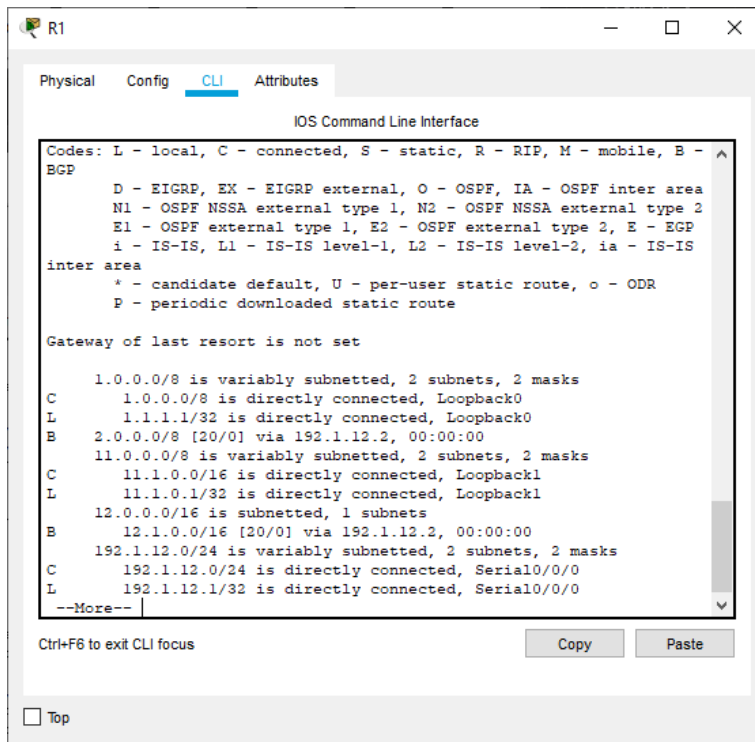 R1
Physical Config CLI Attributes
IOS Command Line Interface
Codes: L - local, C - connected, S - static, R - RIP, M - mobile, B -
BGP
D - EIGRP, EX - EIGRP external, O - OSPF, IA - OSPF inter area
N1 - OSPF NSSA external type 1, N2 - OSPF NSSA external type 2
E1 - OSPF external type 1, E2 - OSPF external type 2, E - EGP
i - IS-IS, L1 - IS-IS level-1, L2 - IS-IS level-2, ia - IS-IS
inter area
* - candidate default, U - per-user static route, o - ODR
P - periodic downloaded static route
Gateway of last resort is not set
1.0.0.0/8 is variably subnetted, 2 subnets, 2 masks
C 1.0.0.0/8 is directly connected, Loopback0
L 1.1.1.1/32 is directly connected, Loopback0
B 2.0.0.0/8 [20/0] via 192.1.12.2, 00:00:00
11.0.0.0/8 is variably subnetted, 2 subnets, 2 masks
C 11.1.0.0/16 is directly connected, Loopback1
L 11.1.0.1/32 is directly connected, Loopback1
12.0.0.0/16 is subnetted, 1 subnets
B 12.1.0.0/16 [20/0] via 192.1.12.2, 00:00:00
192.1.12.0/24 is variably subnetted, 2 subnets, 2 masks
C 192.1.12.0/24 is directly connected, Serial0/0/0
L 192.1.12.1/32 is directly connected, Serial0/0/0
--More--
Ctrl+F6 to exit CLI focus
Copy Paste
Top